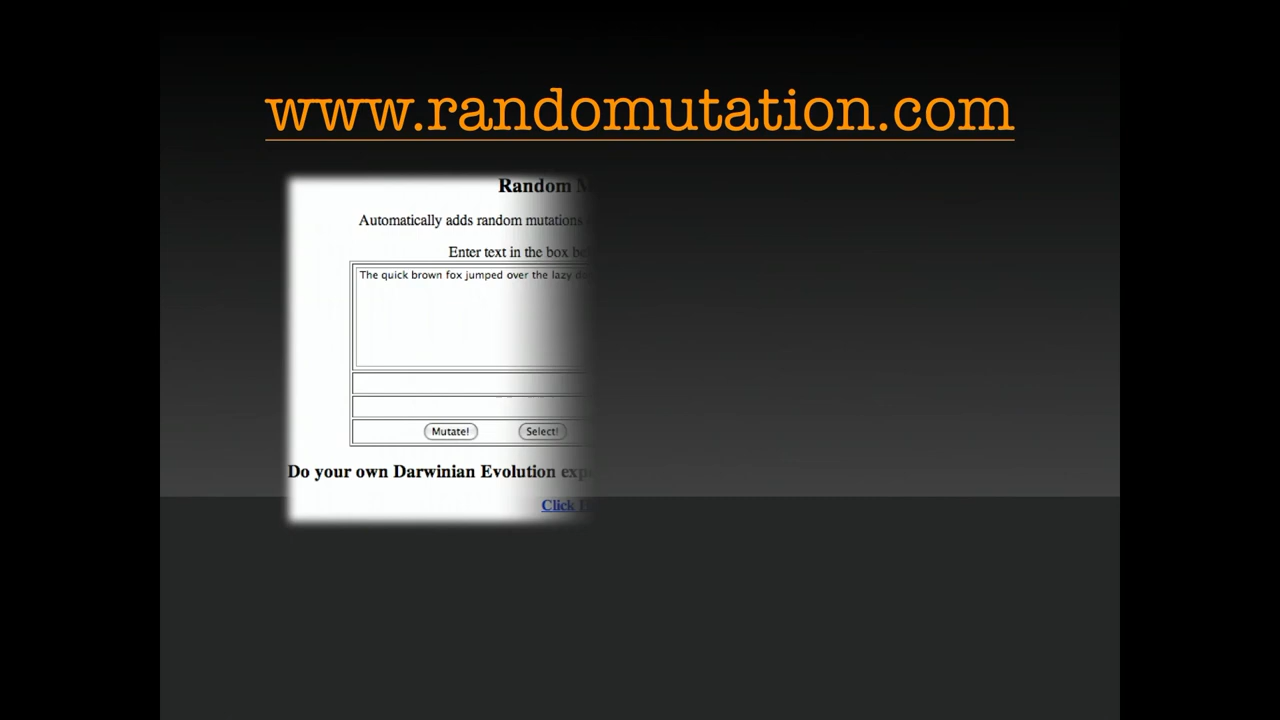 www.randomutation.com
Random
Automatically adds random mutations
Enter text in the box
The quick brown fox jumped over the lazy
Mutate! Select!
Do your own Darwinian Evolution
Click